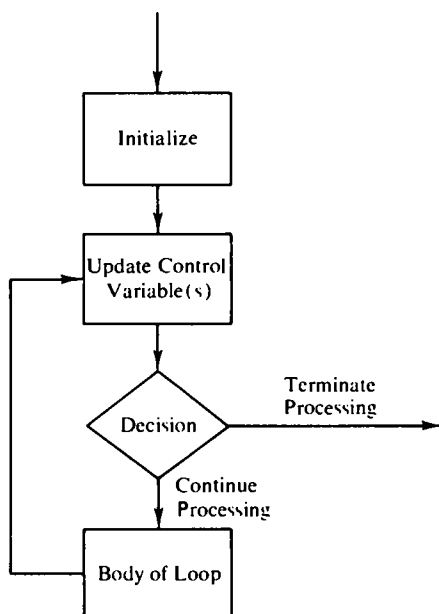 Initialize
Update Control
Variable(s)
Decision
Terminate
Processing
Continue
Processing
Body of Loop